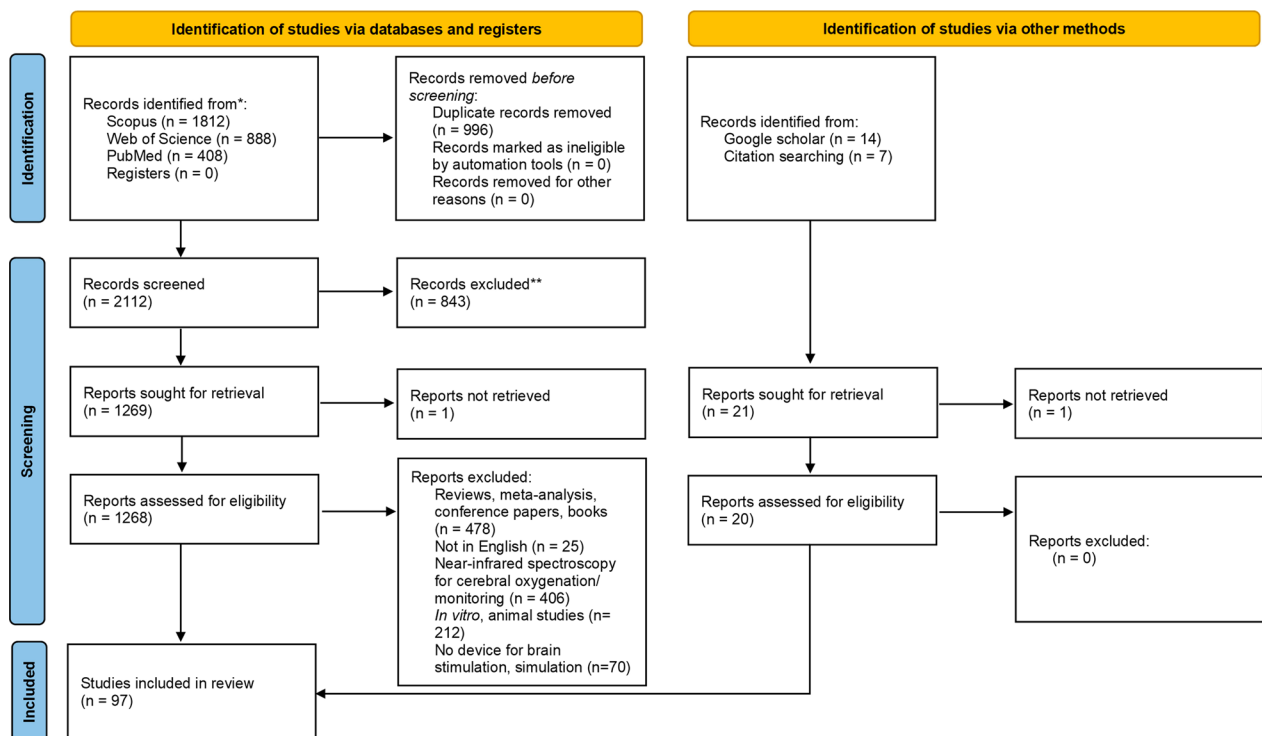 Identification of studies via databases and registers
Identification of studies via other methods
Identification
Records identified from*:
Scopus (n = 1812)
Web of Science (n = 888)
PubMed (n = 408)
Registers (n = 0)
Records removed before
screening:
Duplicate records removed
(n = 996)
Records marked as ineligible
by automation tools (n = 0)
Records removed for other
reasons (n = 0)
Records identified from:
Google scholar (n = 14)
Citation searching (n = 7)
Screening
Records screened
(n = 2112)
Records excluded**
(n = 843)
Reports sought for retrieval
(n = 1269)
Reports not retrieved
(n = 1)
Reports sought for retrieval
(n = 21)
Reports not retrieved
(n = 1)
Reports assessed for eligibility
(n = 1268)
Reports excluded:
Reviews, meta-analysis,
conference papers, books
(n = 478)
Not in English (n = 25)
Near-infrared spectroscopy
for cerebral oxygenation/
monitoring (n = 406)
In vitro, animal studies (n=
212)
No device for brain
stimulation, simulation (n=70)
Reports assessed for eligibility
(n = 20)
Reports excluded:
(n = 0)
Included
Studies included in review
(n = 97)